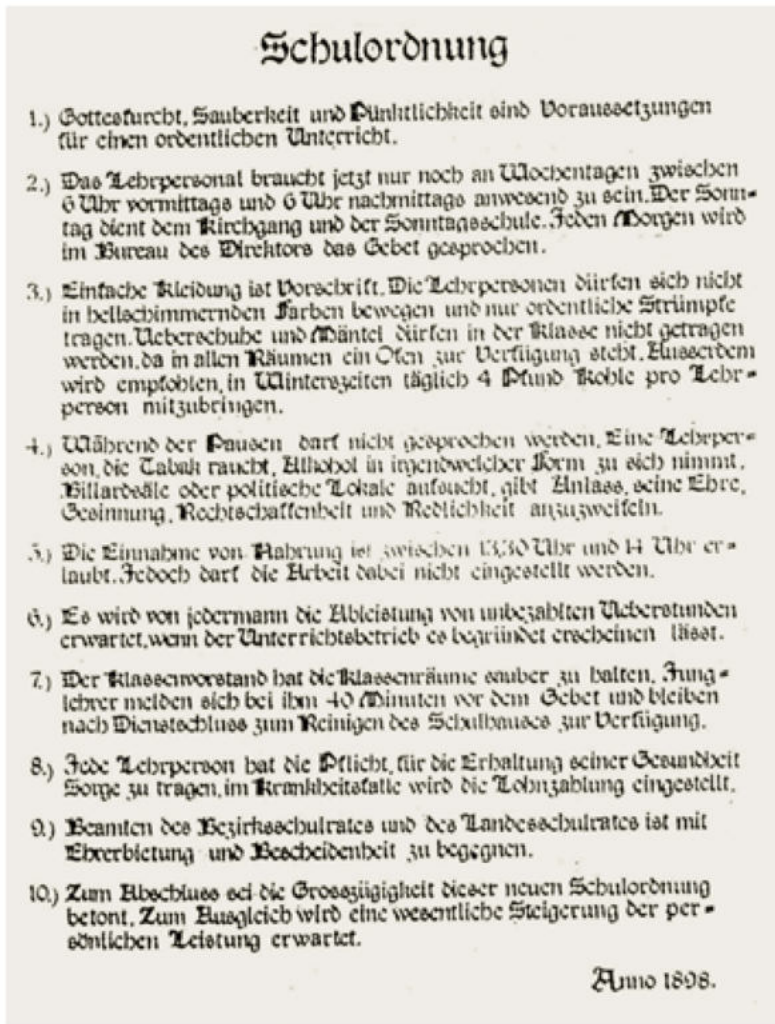 Schulordnung
1.) Gottesfurcht, Sauberkeit und Pünktlichkeit sind Voraussetzungen
für einen ordentlichen Unterricht.
2.) Das Lehrpersonal braucht jetzt nur noch an Wochentagen zwischen
6 Uhr vormittags und 6 Uhr nachmittags anwesend zu sein. Der Sonn-
tag dient dem Kirchgang und der Sonntagsschule. Jeden Morgen wird
im Bureau des Direktors das Gebet gesprochen.
3.) Einfache Kleidung ist Vorschrift. Die Lehrpersonen dürfen sich nicht
in hellschimmernden Farben bewegen und nur ordentliche Strümpfe
tragen. Ueberschuhe und Mäntel dürfen in der Klasse nicht getragen
werden, da in allen Räumen ein Ofen zur Verfügung steht. Ausserdem
wird empfohlen, in Winterszeiten täglich 4 Pfund Kohle pro Lehr-
person mitzubringen.
4.) Während der Pausen darf nicht gesprochen werden. Eine Lehrper-
son, die Tabak raucht, Alkohol in irgendwelcher Form zu sich nimmt,
Billardsäle oder politische Lokale aufsucht, gibt Anlass, seine Ehre,
Gesinnung, Rechtschaffenheit und Redlichkeit anzuzweifeln.
5.) Die Einnahme von Nahrung ist zwischen 13.30 Uhr und 14 Uhr er-
laubt. Jedoch darf die Arbeit dabei nicht eingestellt werden.
6.) Es wird von jedermann die Ableistung von unbezahlten Ueberstunden
erwartet, wenn der Unterrichtsbetrieb es begründet erscheinen lässt.
7.) Der Klassenvorstand hat die Klassenräume sauber zu halten. Jung-
lehrer melden sich bei ihm 40 Minuten vor dem Gebet und bleiben
nach Dienstschluss zum Reinigen des Schulhauses zur Verfügung.
8.) Jede Lehrperson hat die Pflicht, für die Erhaltung seiner Gesundheit
Sorge zu tragen, im Krankheitsfalle wird die Lohnzahlung eingestellt.
9.) Beamten des Bezirksschulrates und des Landesschulrates ist mit
Ehrerbietung und Bescheidenheit zu begegnen.
10.) Zum Abschluss sei die Grosszügigkeit dieser neuen Schulordnung
betont. Zum Ausgleich wird eine wesentliche Steigerung der per-
sönlichen Leistung erwartet.
Anno 1898.